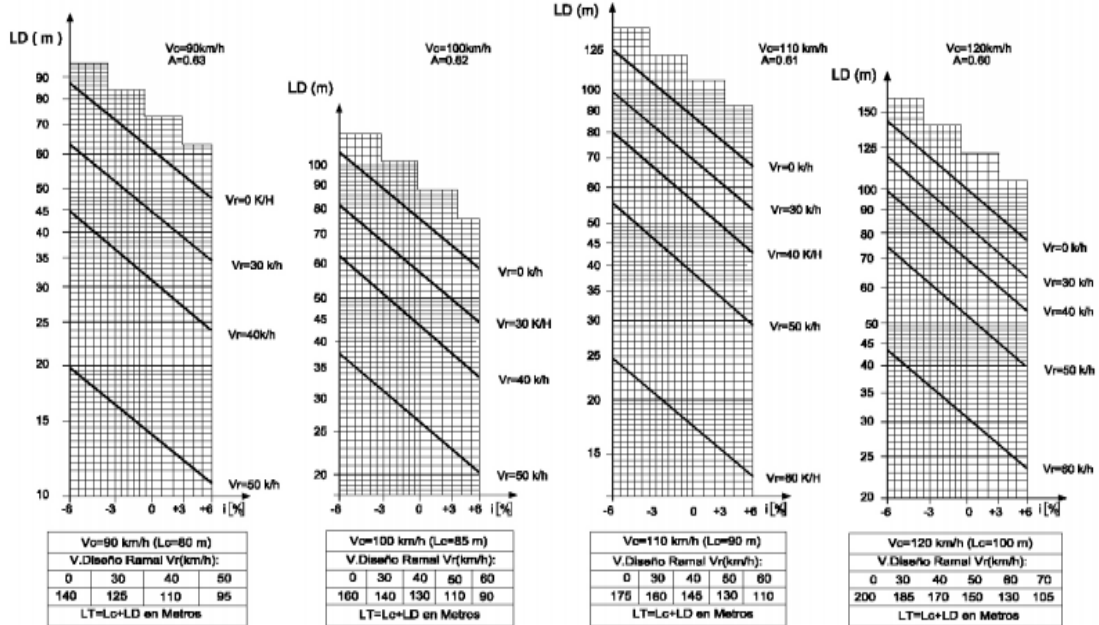 LD ( m )
Vc=90km/h
A=0.63
90
80
70
60
50
45
40
35
30
25
20
15
10
Vr=0 K/H
Vr=30 k/h
Vr=40k/h
Vr=50 k/h
-6 -3 0 +3 +6 i [%]
Vc=90 km/h (Lc=80 m)
V.Diseño Ramal Vr(km/h):
0 30 40 50
140 125 110 95
LT=Lc+LD en Metros
LD (m)
Vc=100km/h
A=0.62
100
90
80
70
60
50
45
40
35
30
25
20
Vr=0 k/h
Vr=30 K/H
Vr=40 k/h
Vr=50 k/h
-6 -3 0 +3 +6 i [%]
Vc=100 km/h (Lc=85 m)
V.Diseño Ramal Vr(km/h):
0 30 40 50 60
160 140 130 110 90
LT=Lc+LD en Metros
LD (m)
Vc=110 km/h
A=0.61
125
100
90
80
70
60
50
45
40
35
30
25
20
15
Vr=0 k/h
Vr=30 k/h
Vr=40 K/H
Vr=50 k/h
Vr=60 K/H
-6 -3 0 +3 +6 i [%]
Vc=110 km/h (Lc=90 m)
V.Diseño Ramal Vr(km/h):
0 30 40 50 60
175 160 145 130 110
LT=Lc+LD en Metros
LD (m)
Vc=120km/h
A=0.60
150
125
100
90
80
70
60
50
45
40
35
30
25
20
Vr=0 k/h
Vr=30 k/h
Vr=40 k/h
Vr=50 k/h
Vr=60 k/h
-6 -3 0 +3 +6 i [%]
Vc=120 km/h (Lc=100 m)
V.Diseño Ramal Vr(km/h):
0 30 40 50 60 70
200 185 170 150 130 105
LT=Lc+LD en Metros